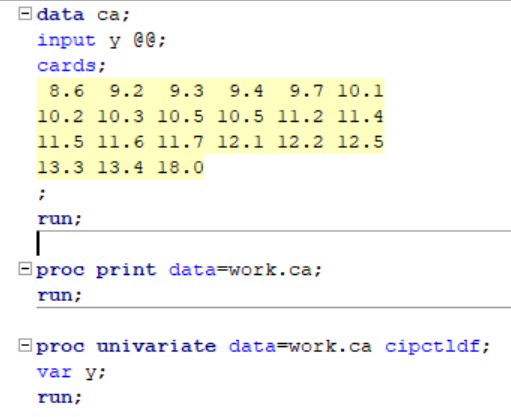 data ca;
input y @@;
cards;
8.6 9.2 9.3 9.4 9.7 10.1
10.2 10.3 10.5 10.5 11.2 11.4
11.5 11.6 11.7 12.1 12.2 12.5
13.3 13.4 18.0
;
run;
proc print data=work.ca;
run;
proc univariate data=work.ca cipctldf;
var y;
run;